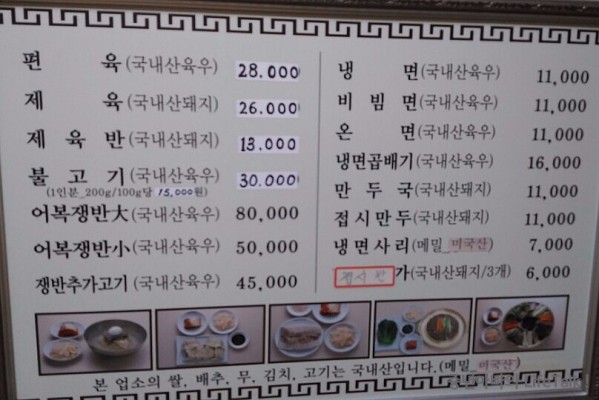 편 육(국내산육우) 28.000
제 육(국내산돼지) 26.000
제 육 반(국내산돼지) 13.000
불 고 기(국내산육우) 30.000
(1인분_200g/100g당 15,000원)
어복쟁반大(국내산육우) 80,000
어복쟁반小(국내산육우) 50,000
쟁반추가고기(국내산육우) 45,000
냉 면(국내산육우) 11,000
비 빔 면(국내산육우) 11,000
온 면(국내산육우) 11,000
냉면곱배기(국내산육우) 16,000
만 두 국(국내산돼지) 11,000
접시만두(국내산돼지) 11,000
냉면사리(메밀_미국산) 7,000
접시 반 가(국내산돼지/3개) 6,000
본 업소의 쌀, 배추, 무, 김치, 고기는 국내산입니다.(메밀_미국산)